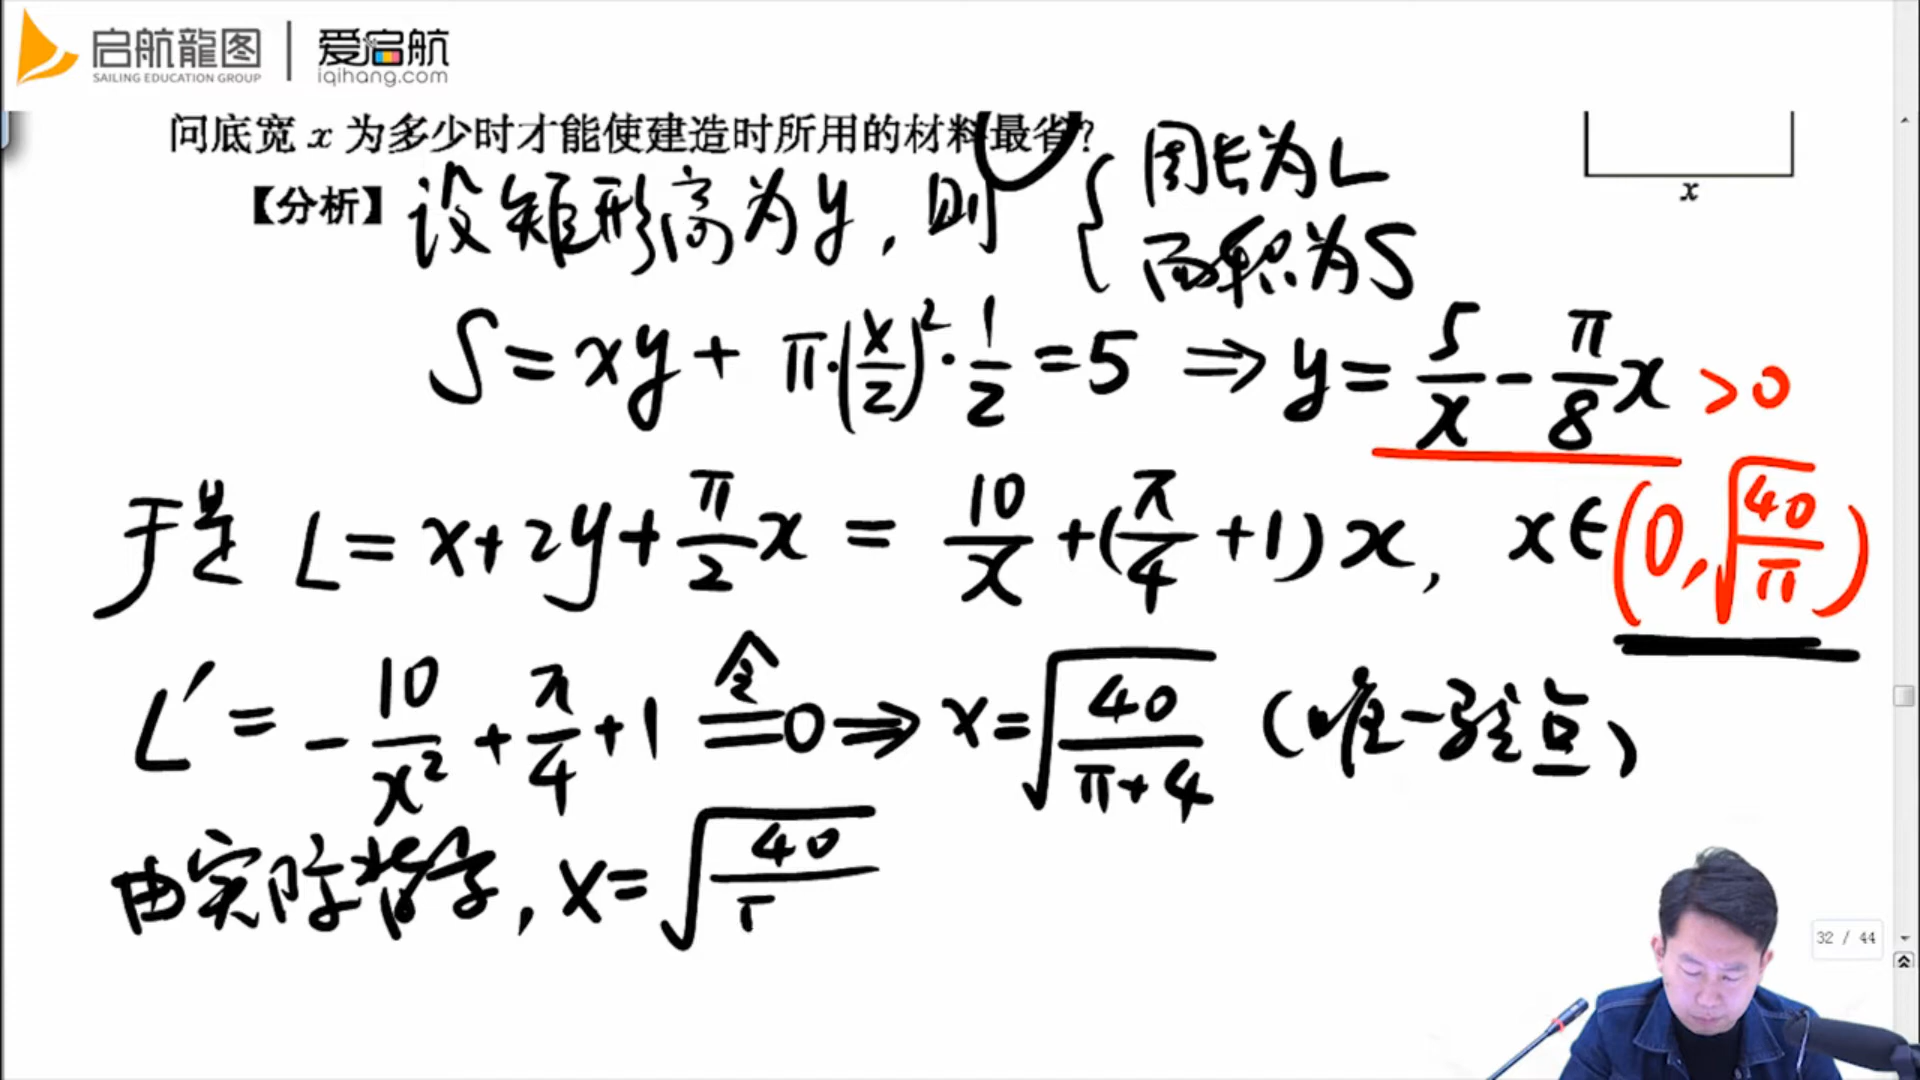 启航龍图 | 爱启航
SAILING EDUCATION GROUP iqihang.com
问底宽 x 为多少时才能使建造时所用的材料最省?
x
【分析】设矩形高为y, 则 { 周长为L
面积为S
S = xy + π·(x/2)²·1/2 = 5 ⇒ y = 5/x - π/8 x >0
于是 L = x+2y+π/2 x = 10/x +(π/4 +1)x, x∈(0,√(40/π))
L′ = -10/x² + π/4 +1 令= 0 ⇒ x=√(40/(π+4)) (唯一驻点)
由实际背景, x=√(40/
32 / 44